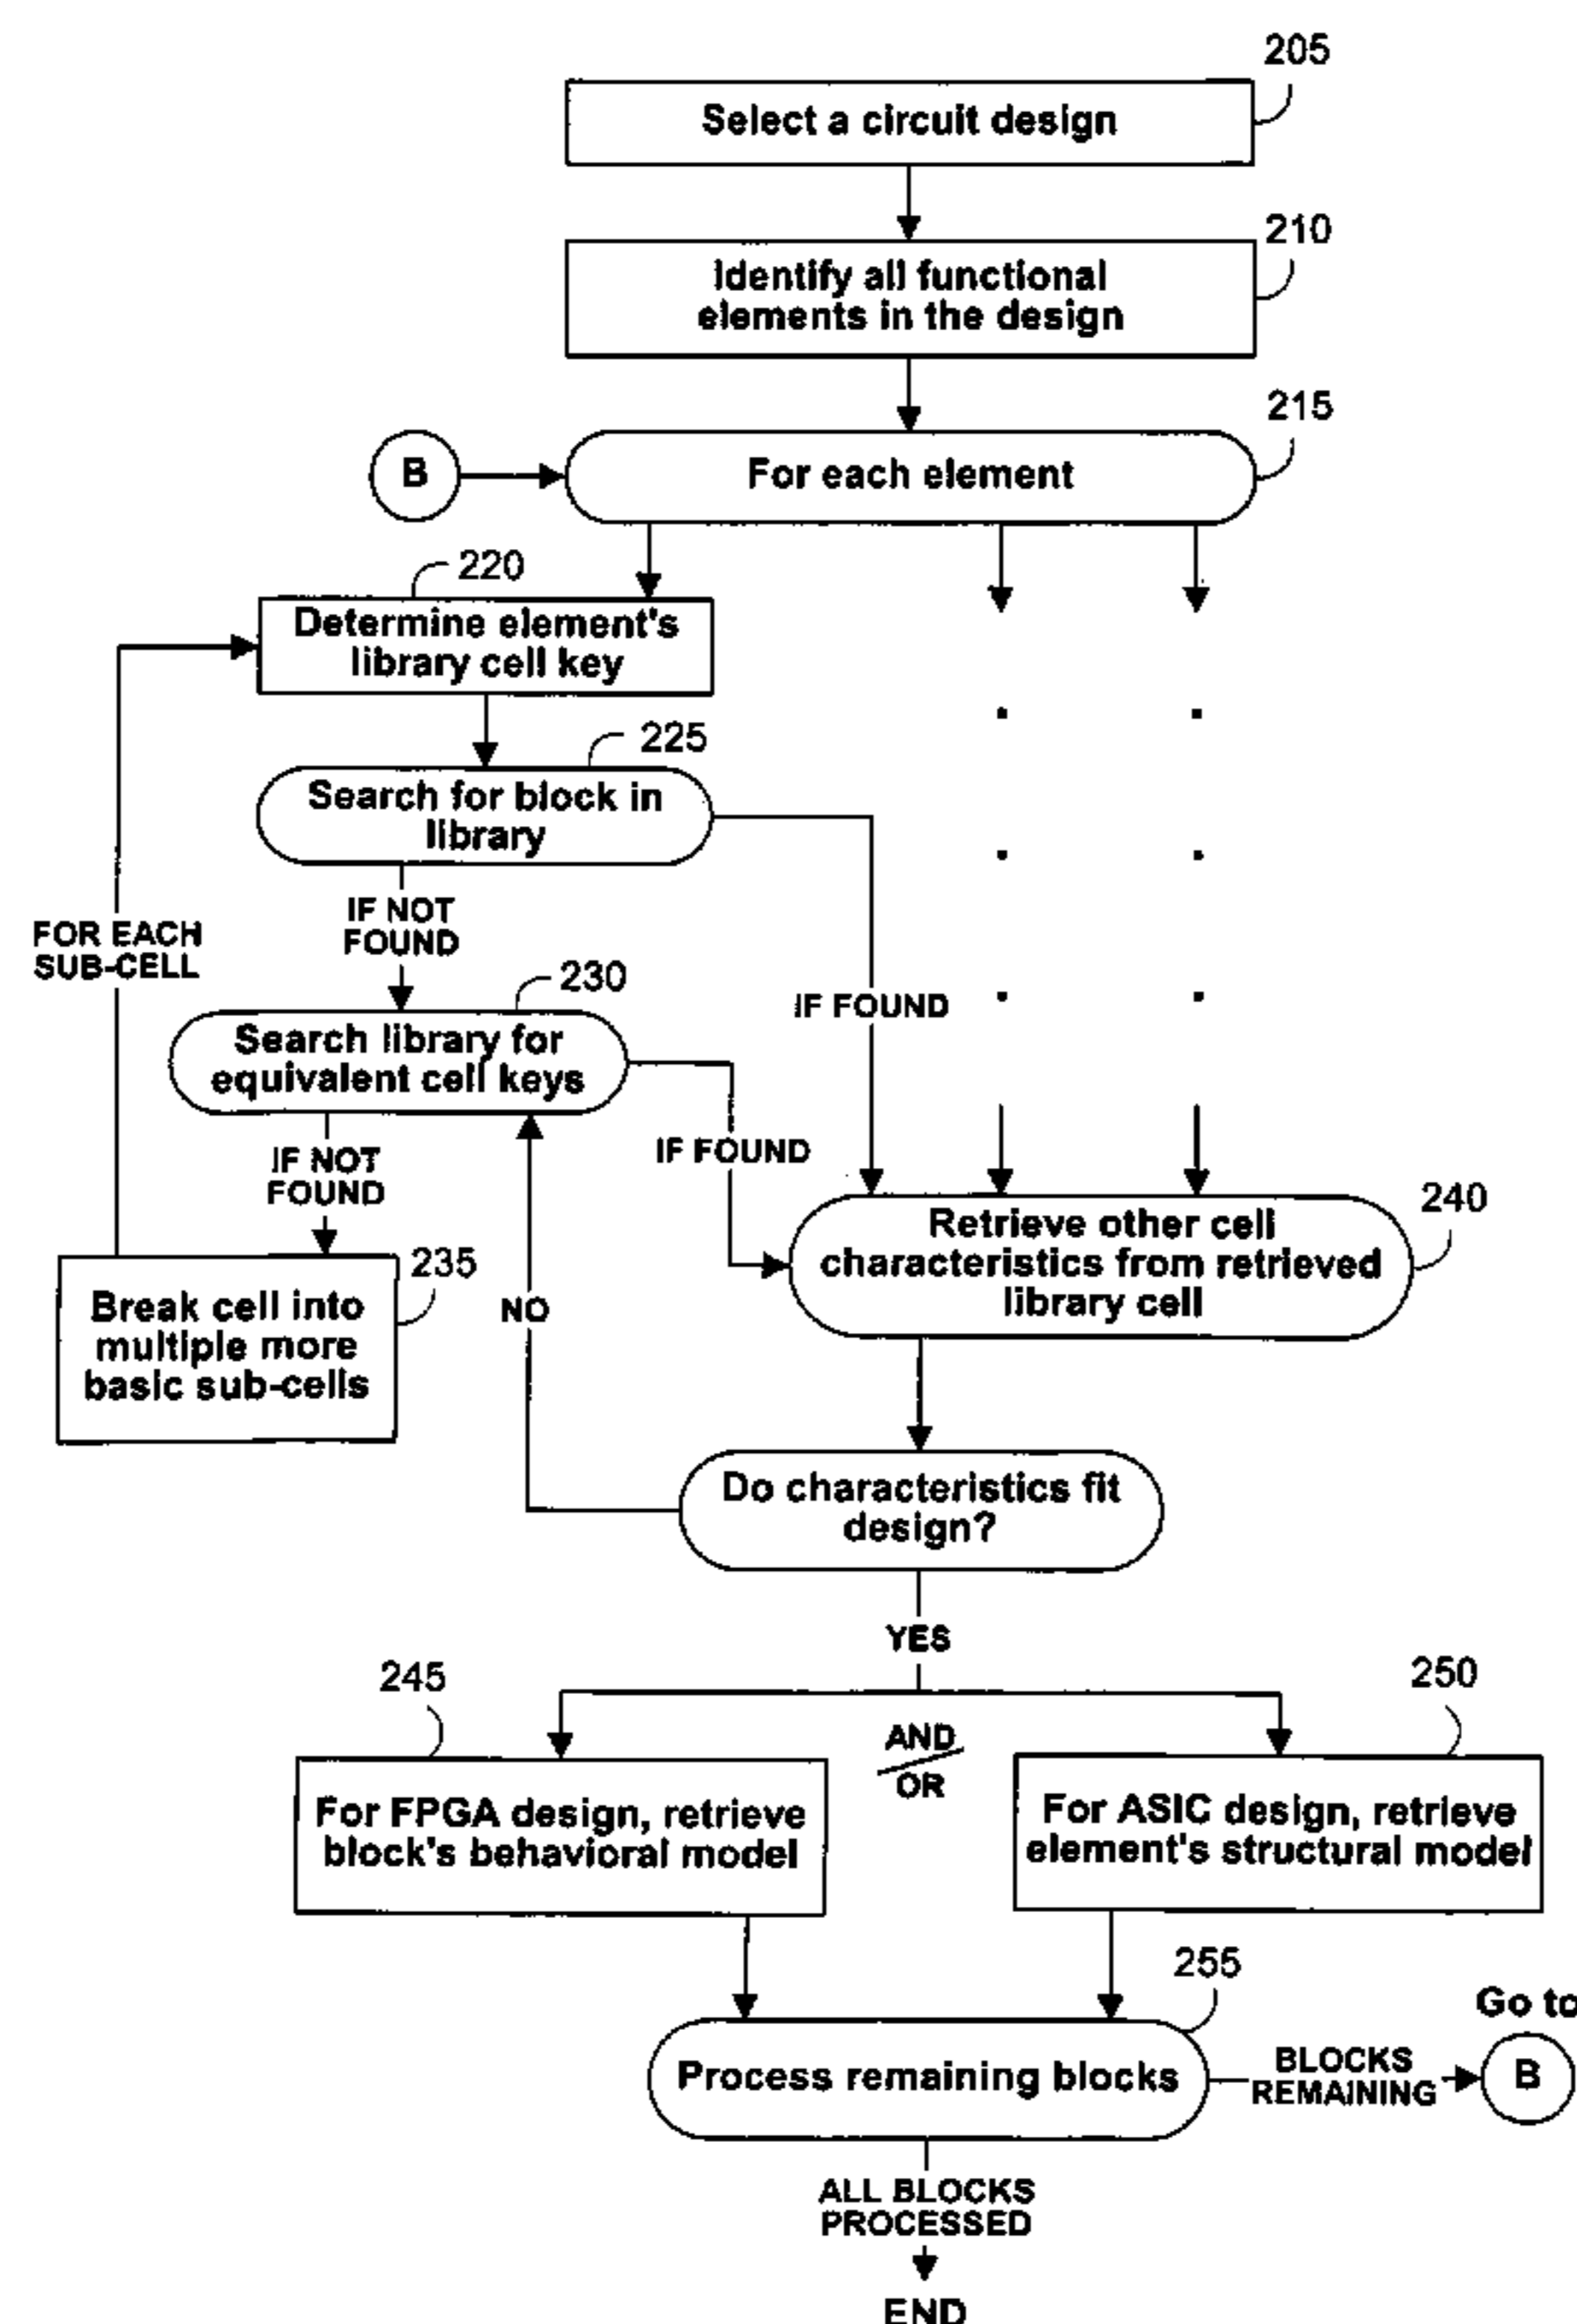 205
Select a circuit design
210
Identify all functional
elements in the design
215
B
For each element
220
Determine element's
library cell key
225
Search for block in
library
IF NOT
FOUND
FOR EACH
SUB-CELL
230
IF FOUND
Search library for
equivalent cell keys
IF FOUND
IF NOT
FOUND
240
Retrieve other cell
characteristics from retrieved
library cell
235
Break cell into
multiple more
basic sub-cells
NO
Do characteristics fit
design?
YES
245
250
AND
OR
For FPGA design, retrieve
block's behavioral model
For ASIC design, retrieve
element's structural model
255
Go to
Process remaining blocks
BLOCKS
REMAINING
B
ALL BLOCKS
PROCESSED
END